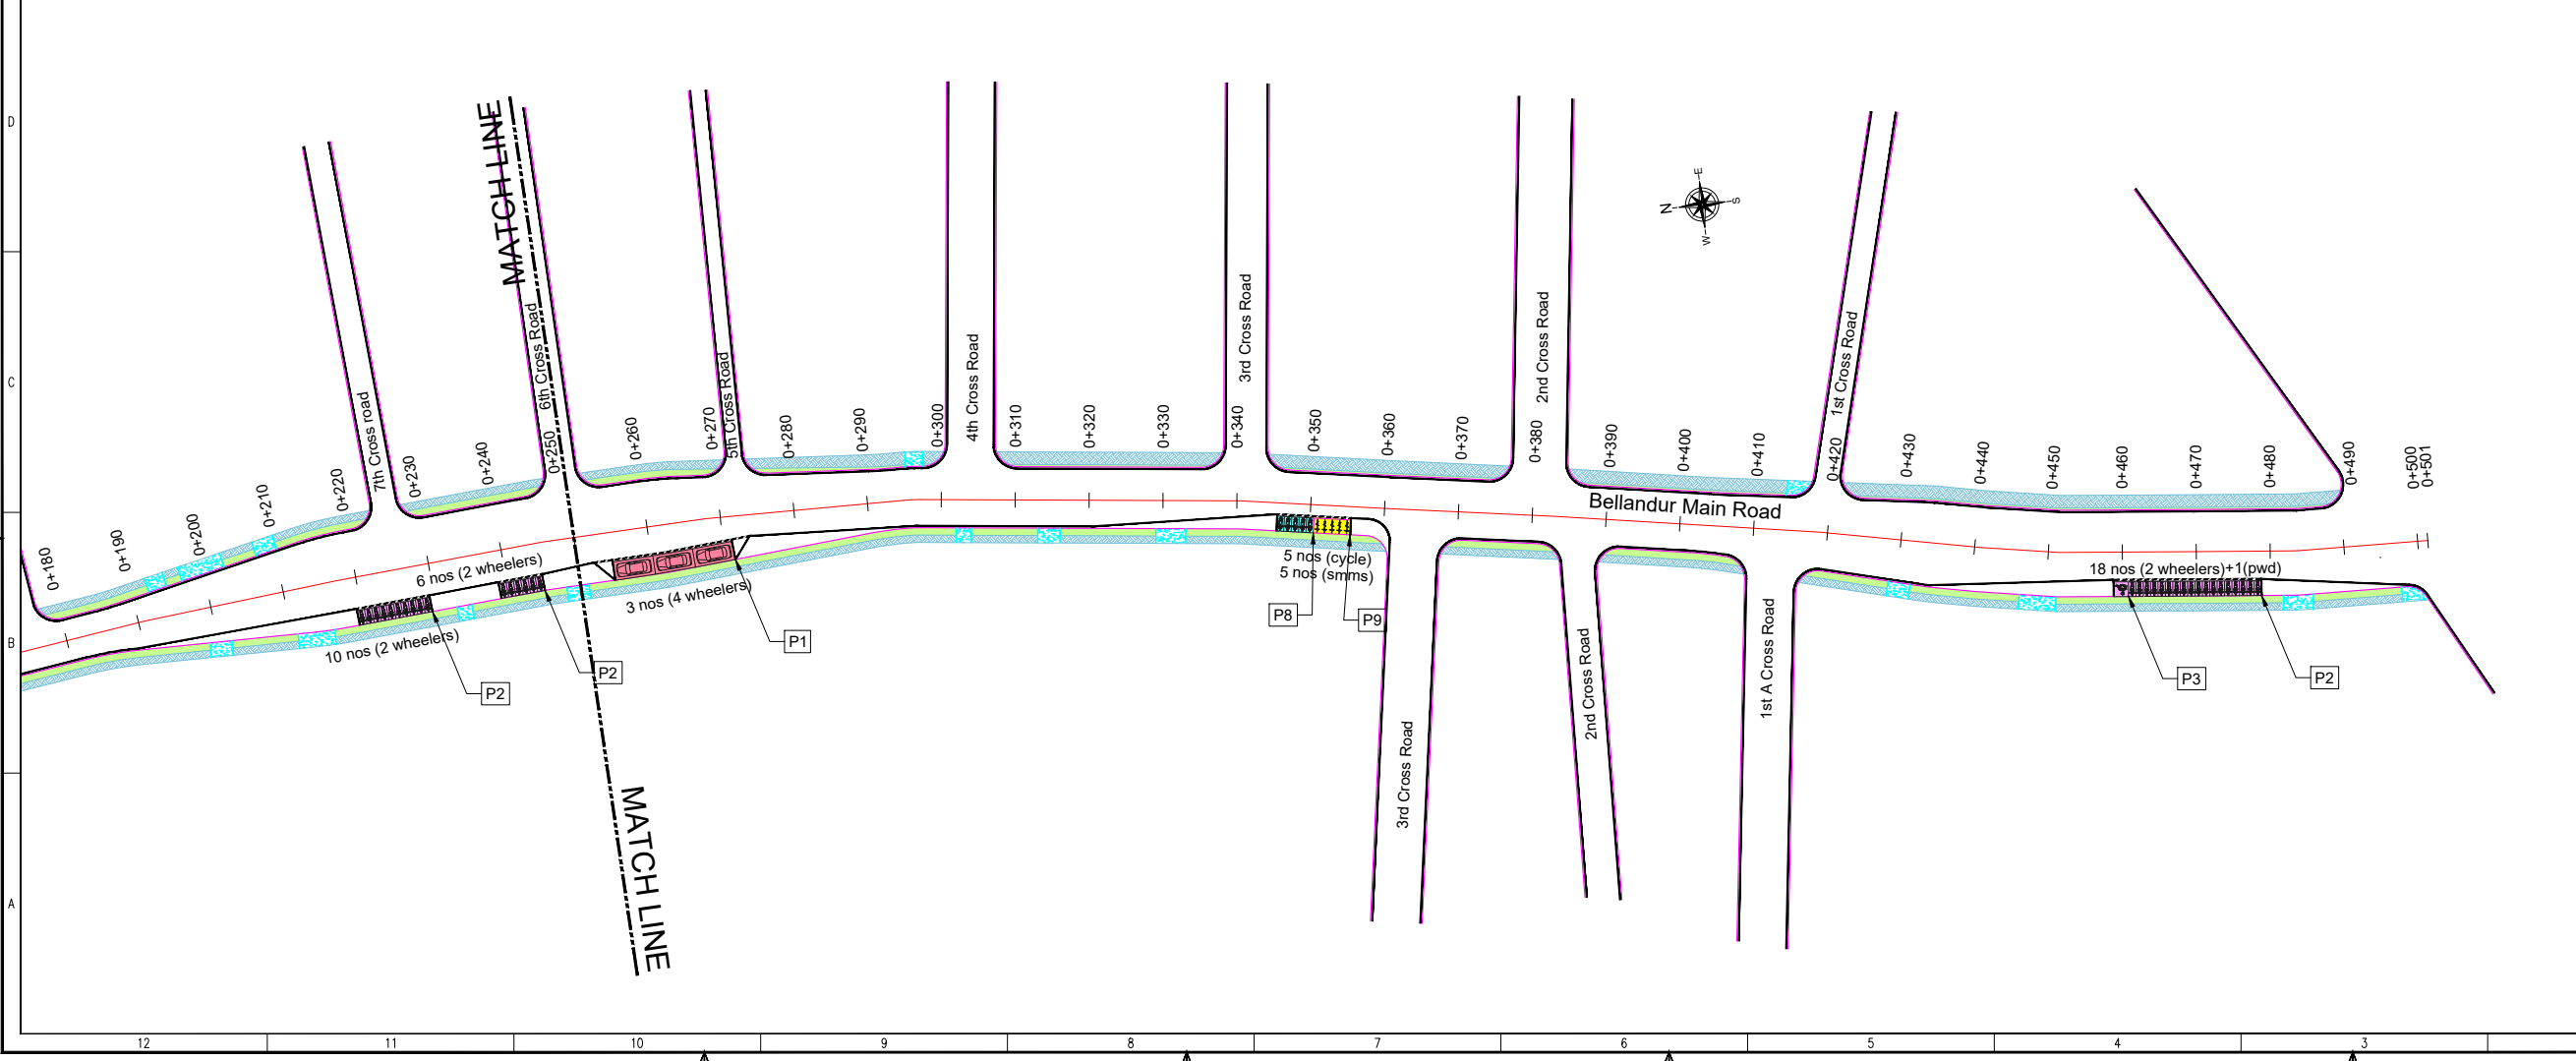 D
C
B
A
MATCH LINE
7th Cross road
6th Cross Road
5th Cross Road
4th Cross Road
3rd Cross Road
2nd Cross Road
1st Cross Road
E
N
S
W
0+180
0+190
0+200
0+210
0+220
0+230
0+240
0+250
0+260
0+270
0+280
0+290
0+300
0+310
0+320
0+330
0+340
0+350
0+360
0+370
0+380
0+390
0+400
0+410
0+420
0+430
0+440
0+450
0+460
0+470
0+480
0+490
0+500
0+501
Bellandur Main Road
6 nos (2 wheelers)
10 nos (2 wheelers)
3 nos (4 wheelers)
5 nos (cycle)
5 nos (smms)
18 nos (2 wheelers)+1(pwd)
P2
P2
P1
P8
P9
P3
P2
3rd Cross Road
2nd Cross Road
1st A Cross Road
MATCH LINE
12
11
10
9
8
7
6
5
4
3